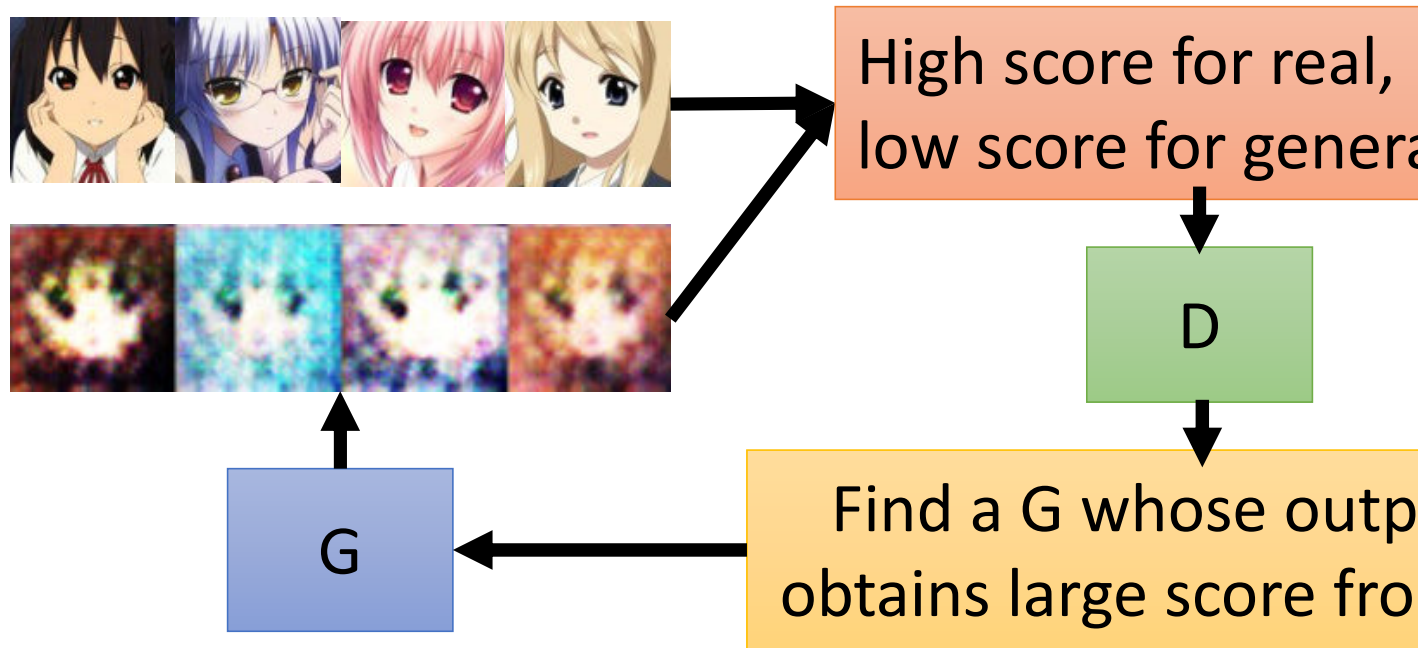 High score for real,
low score for genera
D
Find a G whose outp
obtains large score fro
G